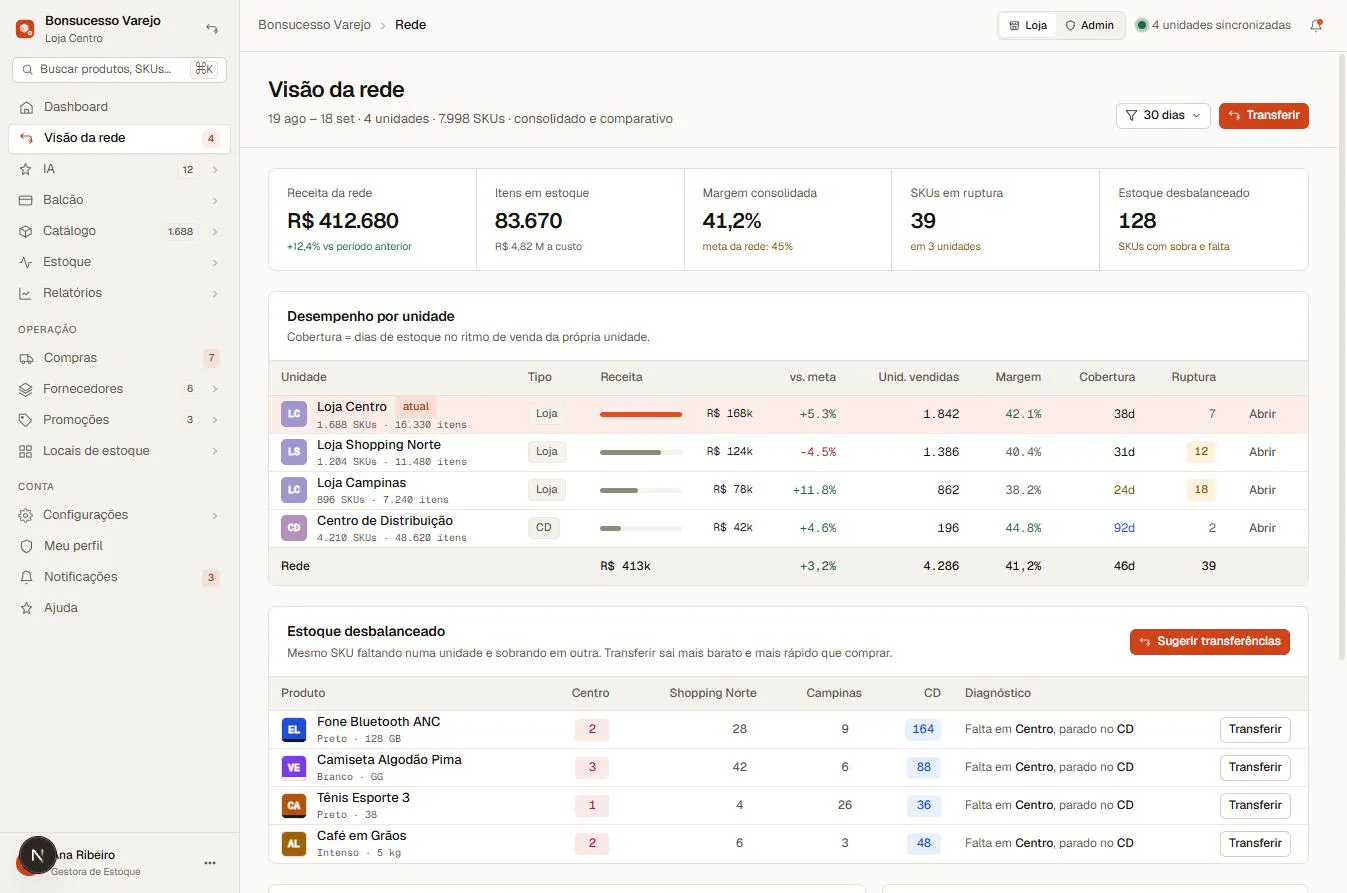 Bonsucesso Varejo
Loja Centro
Buscar produtos, SKUs... ⌘K
Dashboard
Visão da rede 4
IA 12
Balcão
Catálogo 1.688
Estoque
Relatórios
OPERAÇÃO
Compras 7
Fornecedores 6
Promoções 3
Locais de estoque
CONTA
Configurações
Meu perfil
Notificações 3
Ajuda
N
Ana Ribeiro
Gestora de Estoque
Bonsucesso Varejo › Rede
Loja Admin 4 unidades sincronizadas
Visão da rede
19 ago – 18 set · 4 unidades · 7.998 SKUs · consolidado e comparativo
30 dias Transferir
Receita da rede
R$ 412.680
+12,4% vs período anterior
Itens em estoque
83.670
R$ 4,82 M a custo
Margem consolidada
41,2%
meta da rede: 45%
SKUs em ruptura
39
em 3 unidades
Estoque desbalanceado
128
SKUs com sobra e falta
Desempenho por unidade
Cobertura = dias de estoque no ritmo de venda da própria unidade.
Unidade Tipo Receita vs. meta Unid. vendidas Margem Cobertura Ruptura
LC Loja Centro atual Loja R$ 168k +5.3% 1.842 42.1% 38d 7 Abrir
1.688 SKUs · 16.330 itens
LS Loja Shopping Norte Loja R$ 124k -4.5% 1.386 40.4% 31d 12 Abrir
1.204 SKUs · 11.480 itens
LC Loja Campinas Loja R$ 78k +11.8% 862 38.2% 24d 18 Abrir
896 SKUs · 7.240 itens
CD Centro de Distribuição CD R$ 42k +4.6% 196 44.8% 92d 2 Abrir
4.210 SKUs · 48.620 itens
Rede R$ 413k +3,2% 4.286 41,2% 46d 39
Estoque desbalanceado
Mesmo SKU faltando numa unidade e sobrando em outra. Transferir sai mais barato e mais rápido que comprar.
Sugerir transferências
Produto Centro Shopping Norte Campinas CD Diagnóstico
EL Fone Bluetooth ANC 2 28 9 164 Falta em Centro, parado no CD Transferir
Preto · 128 GB
VE Camiseta Algodão Pima 3 42 6 88 Falta em Centro, parado no CD Transferir
Branco · GG
CA Tênis Esporte 3 1 4 26 36 Falta em Centro, parado no CD Transferir
Preto · 38
AL Café em Grãos 2 6 3 48 Falta em Centro, parado no CD Transferir
Intenso · 5 kg